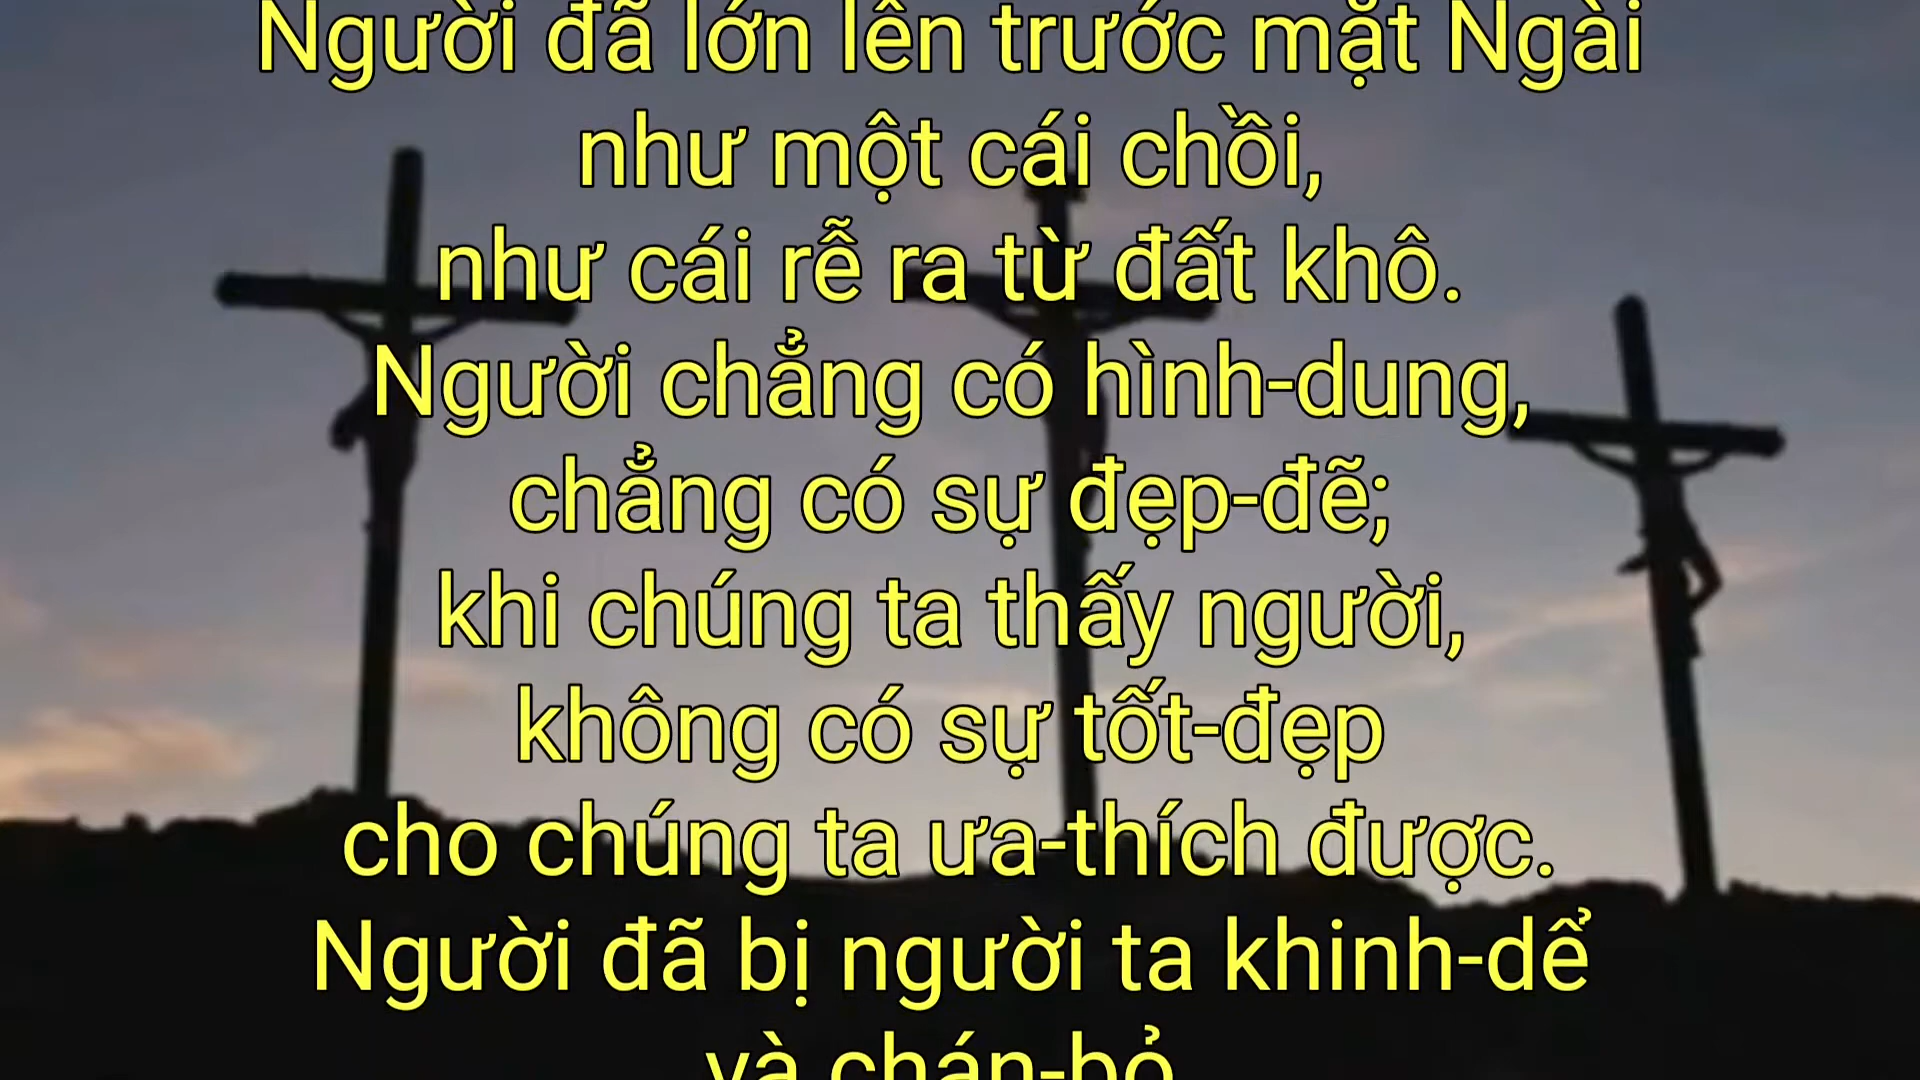 Người đã lớn lên trước mặt Ngài
như một cái chồi,
như cái rễ ra từ đất khô.
Người chẳng có hình-dung,
chẳng có sự đẹp-đẽ;
khi chúng ta thấy người,
không có sự tốt-đẹp
cho chúng ta ưa-thích được.
Người đã bị người ta khinh-dể
và chán-bỏ